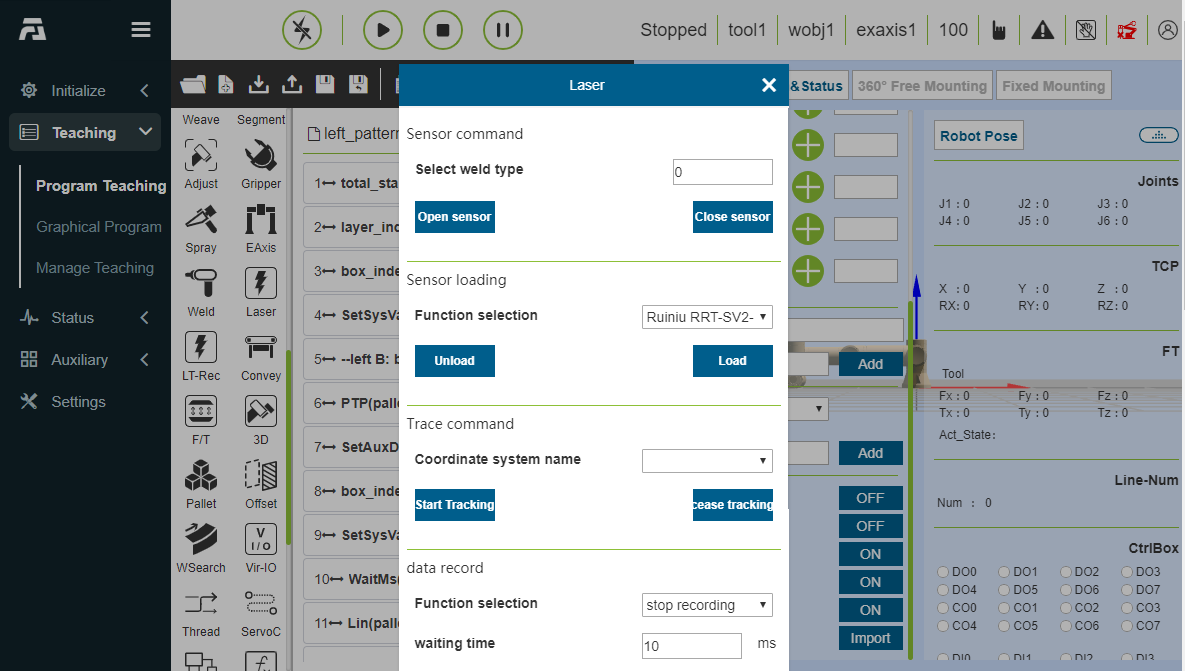 Stopped tool1 wobj1 exaxis1 100
Initialize
Teaching
Program Teaching
Graphical Program
Manage Teaching
Status
Auxiliary
Settings
Weave Segment
Adjust Gripper
Spray EAxis
Weld Laser
LT-Rec Convey
F/T 3D
Pallet Offset
WSearch Vir-IO
Thread ServoC
left_pattern
1 total_sta
2 layer_ind
3 box_inde
4 SetSysVa
5 --left B: b
6 PTP(palle
7 SetAuxD
8 box_inde
9 SetSysVa
10 WaitMs(
11 Lin(palle
Laser
Sensor command
Select weld type 0
Open sensor Close sensor
Sensor loading
Function selection Ruiniu RRT-SV2-
Unload Load
Trace command
Coordinate system name
Start Tracking cease tracking
data record
Function selection stop recording
waiting time 10 ms
& Status 360° Free Mounting Fixed Mounting
Add
Add
OFF
OFF
ON
ON
ON
Import
Robot Pose
Joints
J1 : 0 J2 : 0 J3 : 0
J4 : 0 J5 : 0 J6 : 0
TCP
X : 0 Y : 0 Z : 0
RX: 0 RY: 0 RZ: 0
FT
Tool
Fx : 0 Fy : 0 Fz : 0
Tx : 0 Ty : 0 Tz : 0
Act_State:
Line-Num
Num : 0
CtrlBox
DO0 DO1 DO2 DO3
DO4 DO5 DO6 DO7
CO0 CO1 CO2 CO3
CO4 CO5 CO6 CO7
DI0 DI1 DI2 DI3